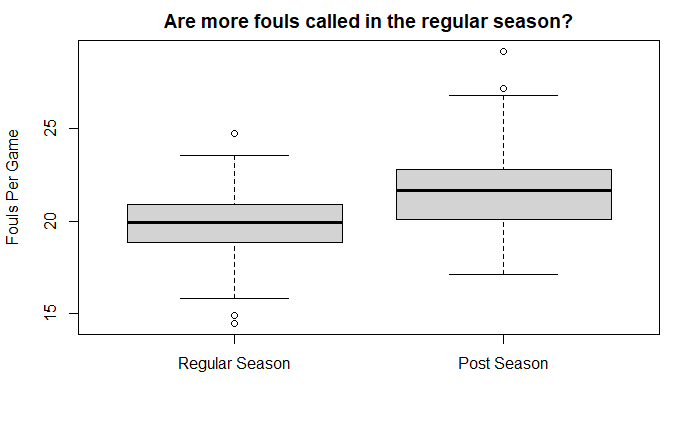 Are more fouls called in the regular season?
Fouls Per Game
25
20
15
Regular Season
Post Season